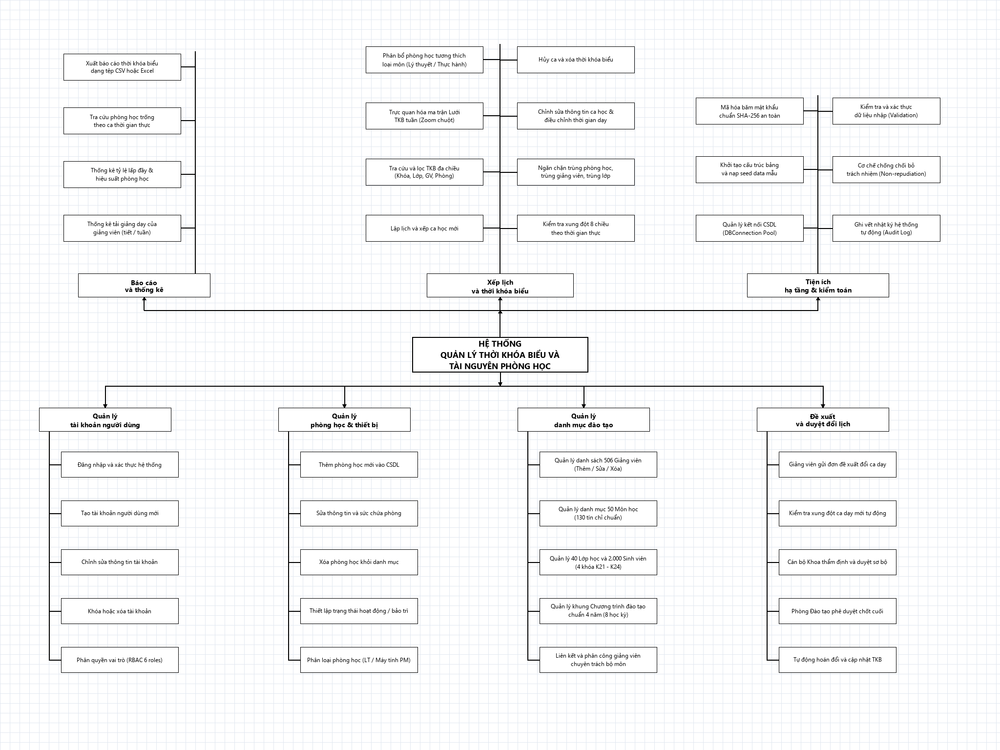 Xuất báo cáo thời khóa biểu
dạng tệp CSV hoặc Excel
Tra cứu phòng học trống
theo ca thời gian thực
Thống kê tỷ lệ lấp đầy &
hiệu suất phòng học
Thống kê tải giảng dạy của
giảng viên (tiết / tuần)
Báo cáo
và thống kê
Phân bổ phòng học tương thích
loại môn (Lý thuyết / Thực hành)
Hủy ca và xóa thời khóa biểu
Trực quan hóa ma trận Lưới
TKB tuần (Zoom chuột)
Chỉnh sửa thông tin ca học &
điều chỉnh thời gian dạy
Tra cứu và lọc TKB đa chiều
(Khóa, Lớp, GV, Phòng)
Ngăn chặn trùng phòng học,
trùng giảng viên, trùng lớp
Lập lịch và xếp ca học mới
Kiểm tra xung đột 8 chiều
theo thời gian thực
Xếp lịch
và thời khóa biểu
Mã hóa băm mật khẩu
chuẩn SHA-256 an toàn
Kiểm tra và xác thực
dữ liệu nhập (Validation)
Khởi tạo cấu trúc bảng
và nạp seed data mẫu
Cơ chế chống chối bỏ
trách nhiệm (Non-repudiation)
Quản lý kết nối CSDL
(DBConnection Pool)
Ghi vết nhật ký hệ thống
tự động (Audit Log)
Tiện ích
hạ tầng & kiểm toán
HỆ THỐNG
QUẢN LÝ THỜI KHÓA BIỂU VÀ
TÀI NGUYÊN PHÒNG HỌC
Quản lý
tài khoản người dùng
Đăng nhập và xác thực hệ thống
Tạo tài khoản người dùng mới
Chỉnh sửa thông tin tài khoản
Khóa hoặc xóa tài khoản
Phân quyền vai trò (RBAC 6 roles)
Quản lý
phòng học & thiết bị
Thêm phòng học mới vào CSDL
Sửa thông tin và sức chứa phòng
Xóa phòng học khỏi danh mục
Thiết lập trạng thái hoạt động / bảo trì
Phân loại phòng học (LT / Máy tính PM)
Quản lý
danh mục đào tạo
Quản lý danh sách 506 Giảng viên
(Thêm / Sửa / Xóa)
Quản lý danh mục 50 Môn học
(130 tín chỉ chuẩn)
Quản lý 40 Lớp học và 2.000 Sinh viên
(4 khóa K21 - K24)
Quản lý khung Chương trình đào tạo
chuẩn 4 năm (8 học kỳ)
Liên kết và phân công giảng viên
chuyên trách bộ môn
Đề xuất
và duyệt đổi lịch
Giảng viên gửi đơn đề xuất đổi ca dạy
Kiểm tra xung đột ca dạy mới tự động
Cán bộ Khoa thẩm định và duyệt sơ bộ
Phòng Đào tạo phê duyệt chốt cuối
Tự động hoán đổi và cập nhật TKB